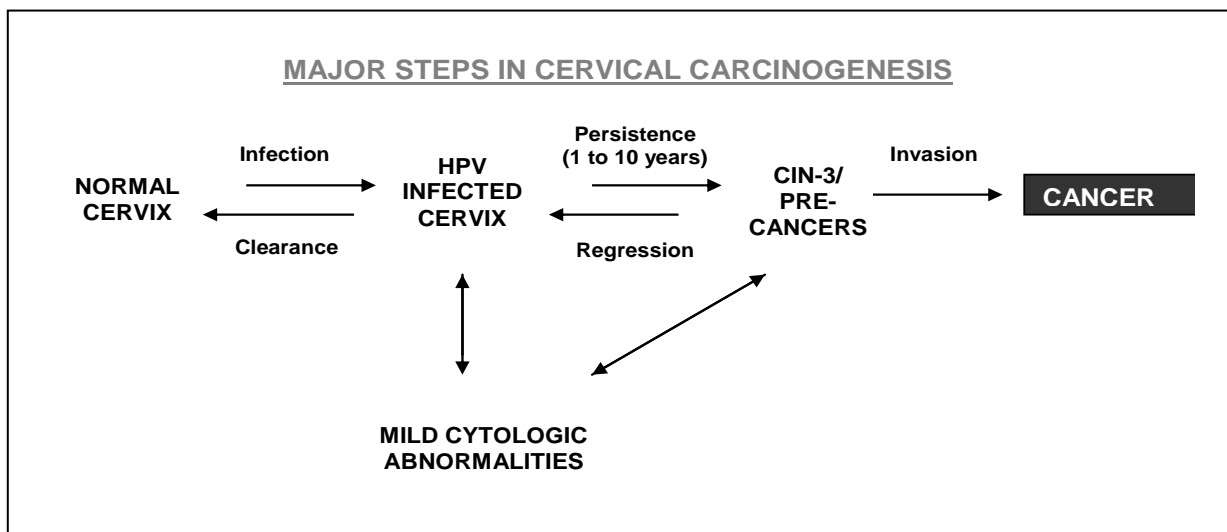 MAJOR STEPS IN CERVICAL CARCINOGENESIS
Infection
Persistence
(1 to 10 years)
Invasion
NORMAL
CERVIX
HPV
INFECTED
CERVIX
CIN-3/
PRE-
CANCERS
CANCER
Clearance
Regression
MILD CYTOLOGIC
ABNORMALITIES